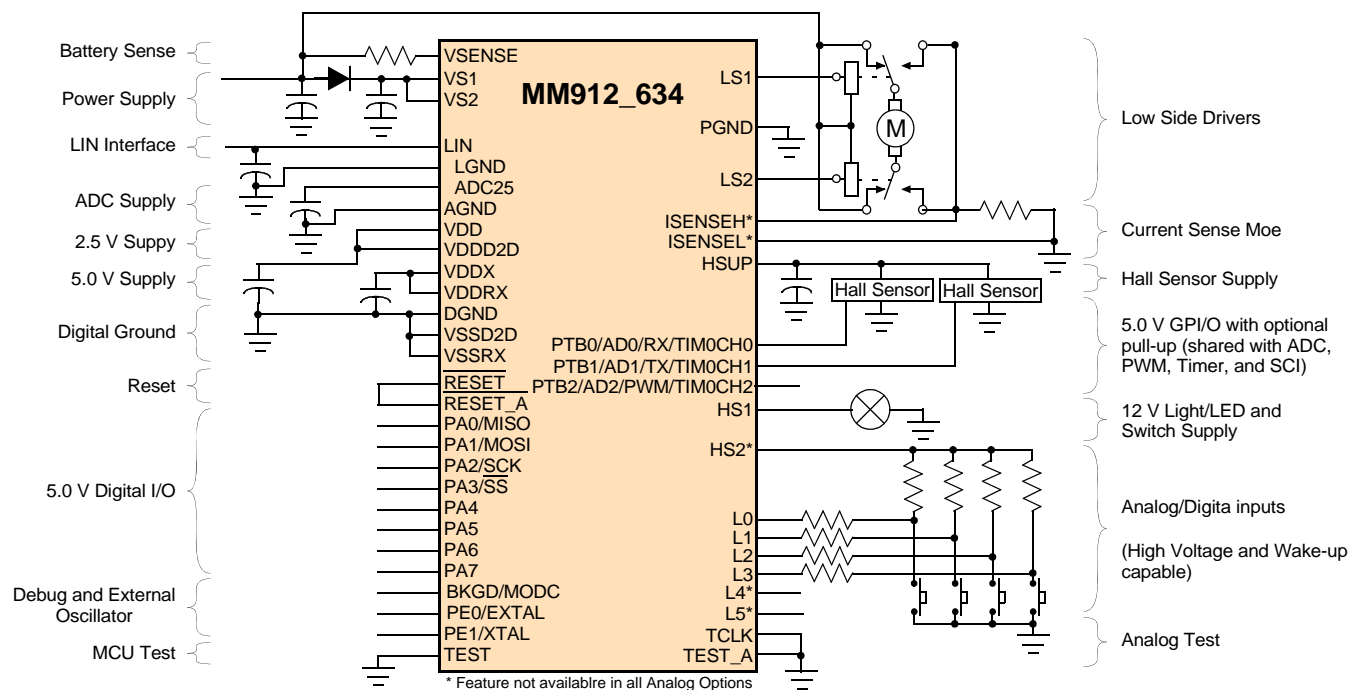 Battery Sense
Power Supply
LIN Interface
ADC Supply
2.5 V Suppy
5.0 V Supply
Digital Ground
Reset
5.0 V Digital I/O
Debug and External
Oscillator
MCU Test
MM912_634
VSENSE
VS1
VS2
LIN
LGND
ADC25
AGND
VDD
VDDD2D
VDDX
VDDRX
DGND
VSSD2D
VSSRX
RESET
RESET_A
PA0/MISO
PA1/MOSI
PA2/SCK
PA3/SS
PA4
PA5
PA6
PA7
BKGD/MODC
PE0/EXTAL
PE1/XTAL
TEST
LS1
PGND
LS2
ISENSEH*
ISENSEL*
HSUP
PTB0/AD0/RX/TIM0CH0
PTB1/AD1/TX/TIM0CH1
PTB2/AD2/PWM/TIM0CH2
HS1
HS2*
L0
L1
L2
L3
L4*
L5*
TCLK
TEST_A
* Feature not availablre in all Analog Options
M
Hall Sensor
Hall Sensor
Low Side Drivers
Current Sense Moe
Hall Sensor Supply
5.0 V GPI/O with optional
pull-up (shared with ADC,
PWM, Timer, and SCI)
12 V Light/LED and
Switch Supply
Analog/Digita inputs
(High Voltage and Wake-up
capable)
Analog Test